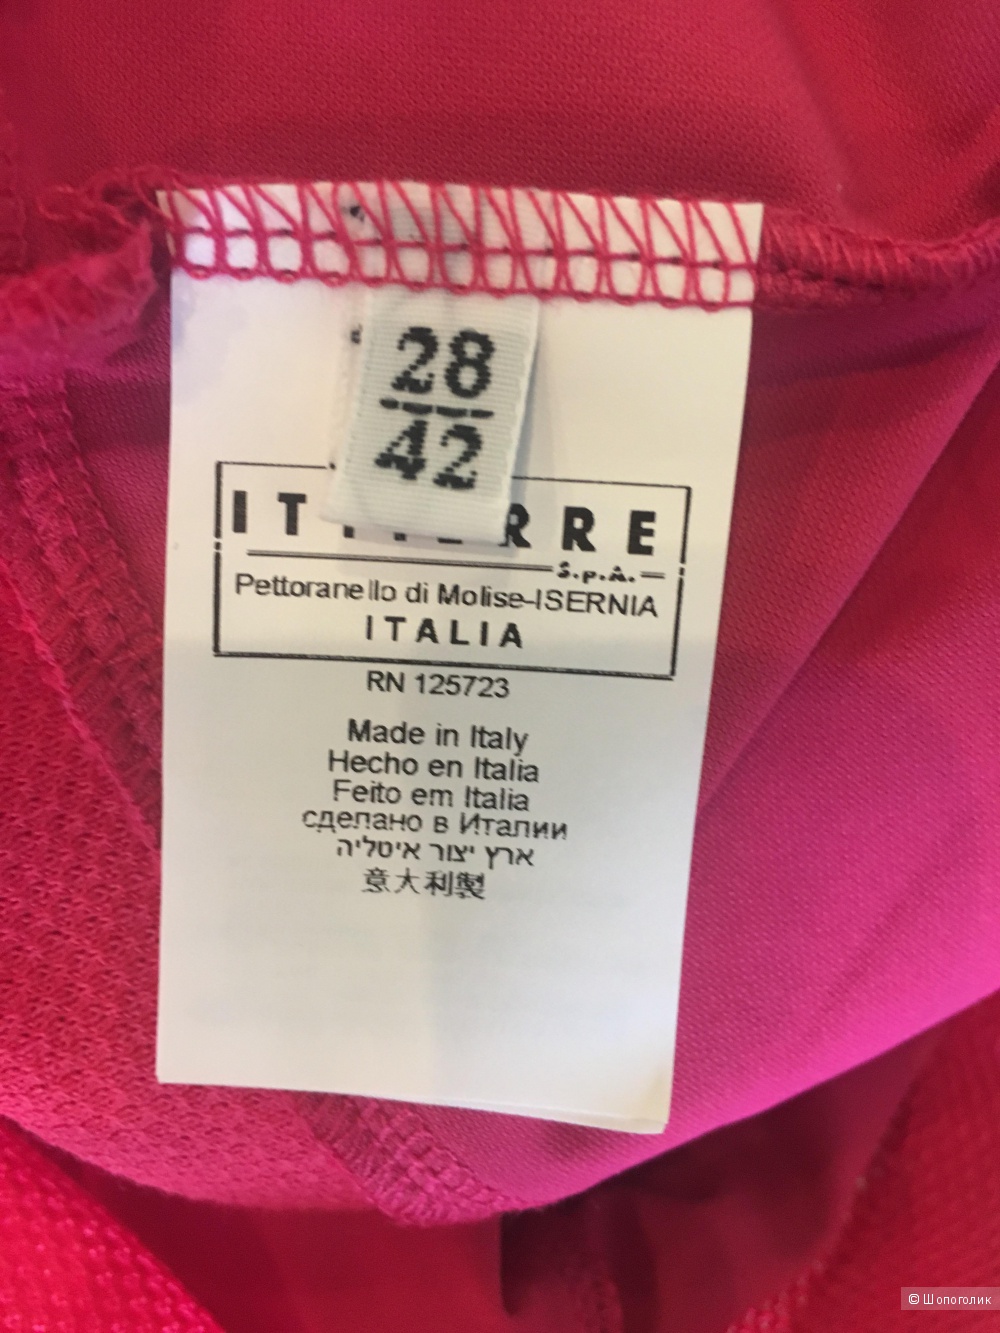 28
42
S.p.A.
Pettoranello di Molise-ISERNIA
ITALIA
RN 125723
Made in Italy
Hecho en Italia
Feito em Italia
сделано в Италии
ארץ יצור איטליה
意大利製
© Шопоголик